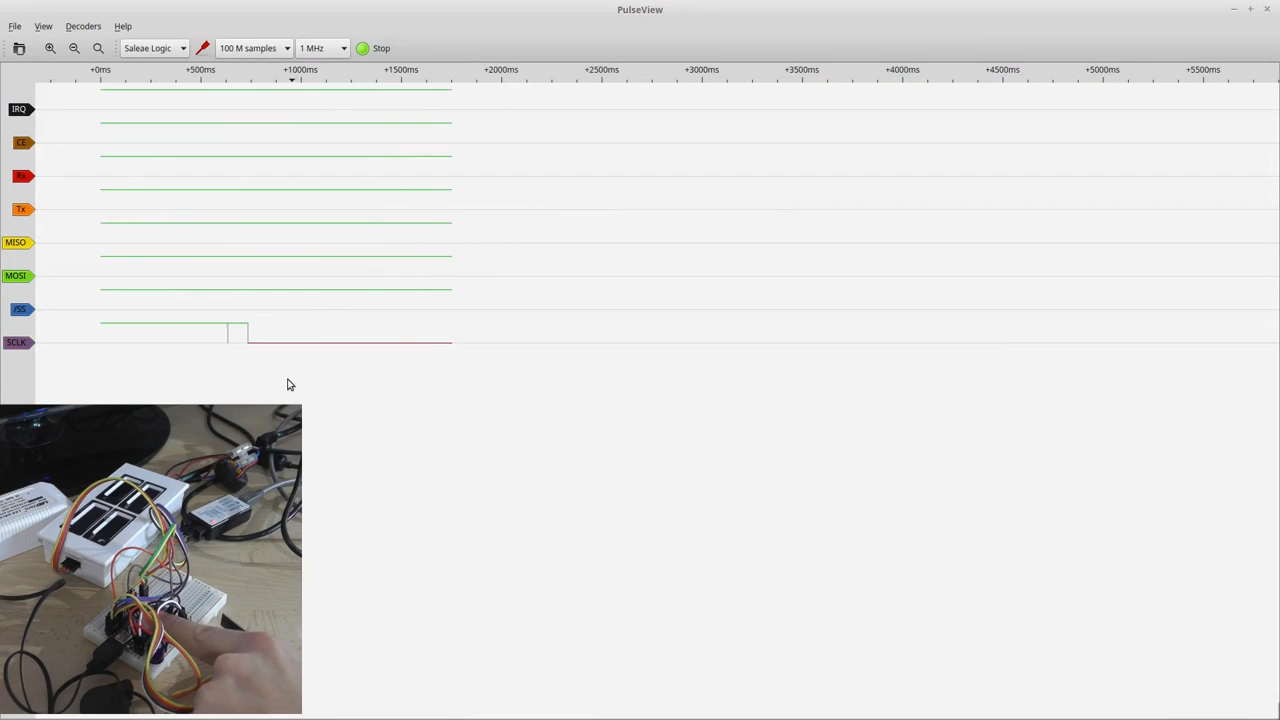 PulseView
File View Decoders Help
Saleae Logic 100 M samples 1 MHz Stop
+0ms +500ms +1000ms +1500ms +2000ms +2500ms +3000ms +3500ms +4000ms +4500ms +5000ms +5500ms
IRQ
CE
Rx
Tx
MISO
MOSI
/SS
SCLK